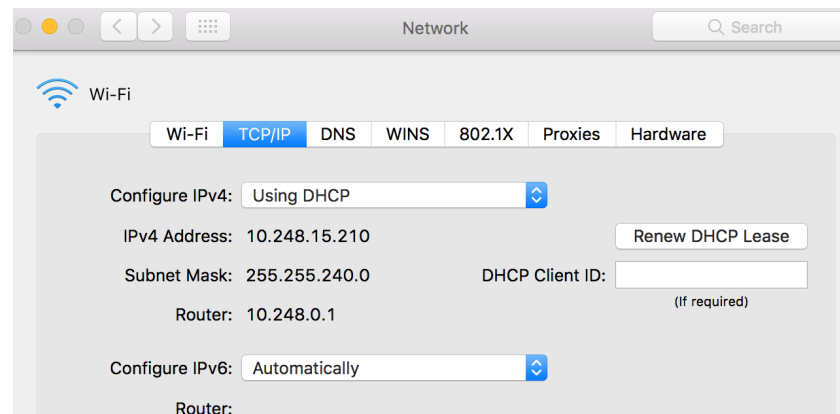 Network
Search
Wi-Fi
Wi-Fi TCP/IP DNS WINS 802.1X Proxies Hardware
Configure IPv4: Using DHCP
IPv4 Address: 10.248.15.210 Renew DHCP Lease
Subnet Mask: 255.255.240.0 DHCP Client ID:
(If required)
Router: 10.248.0.1
Configure IPv6: Automatically
Router: